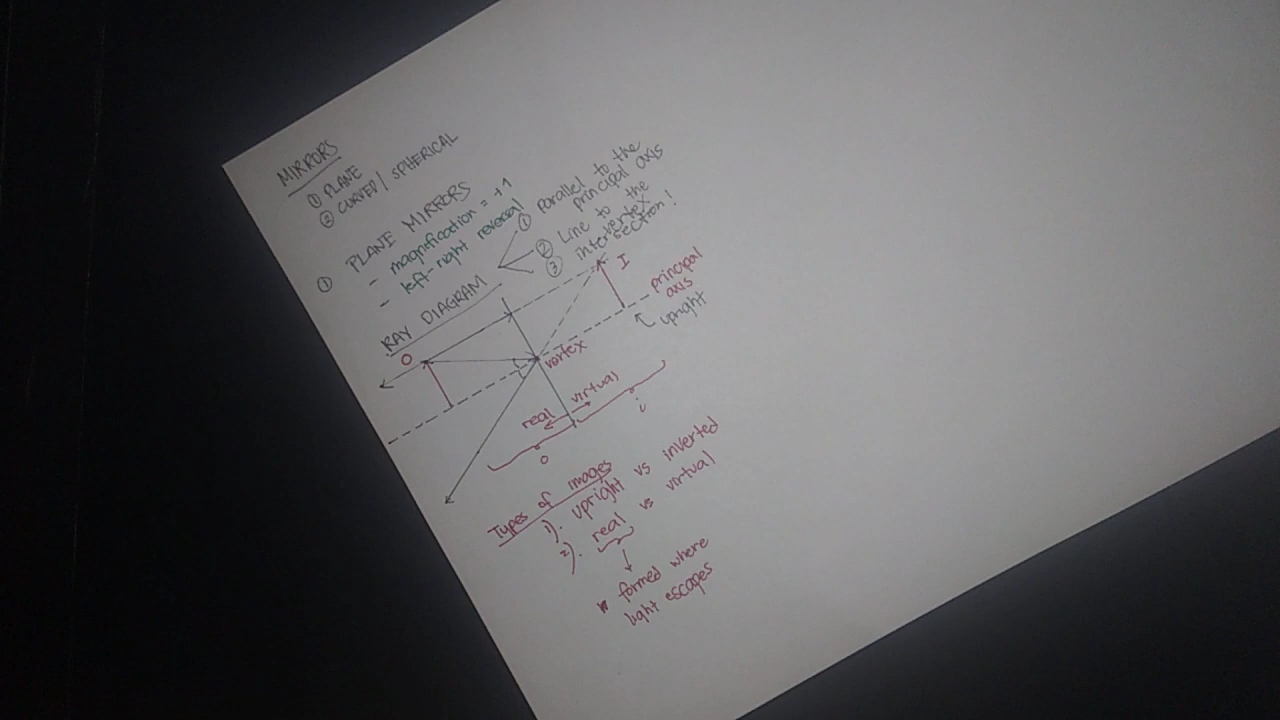 MIRRORS
① PLANE
② CURVED / SPHERICAL
① PLANE MIRRORS
- magnification = +1
- left-right reversal
RAY DIAGRAM
① Parallel to the
principal axis
② Line to the
vertex
③ intersection!
O
I
principal
axis
upright
vortex
real
virtual
o
i
Types of images
1). upright vs inverted
2). real vs virtual
formed where
light escapes